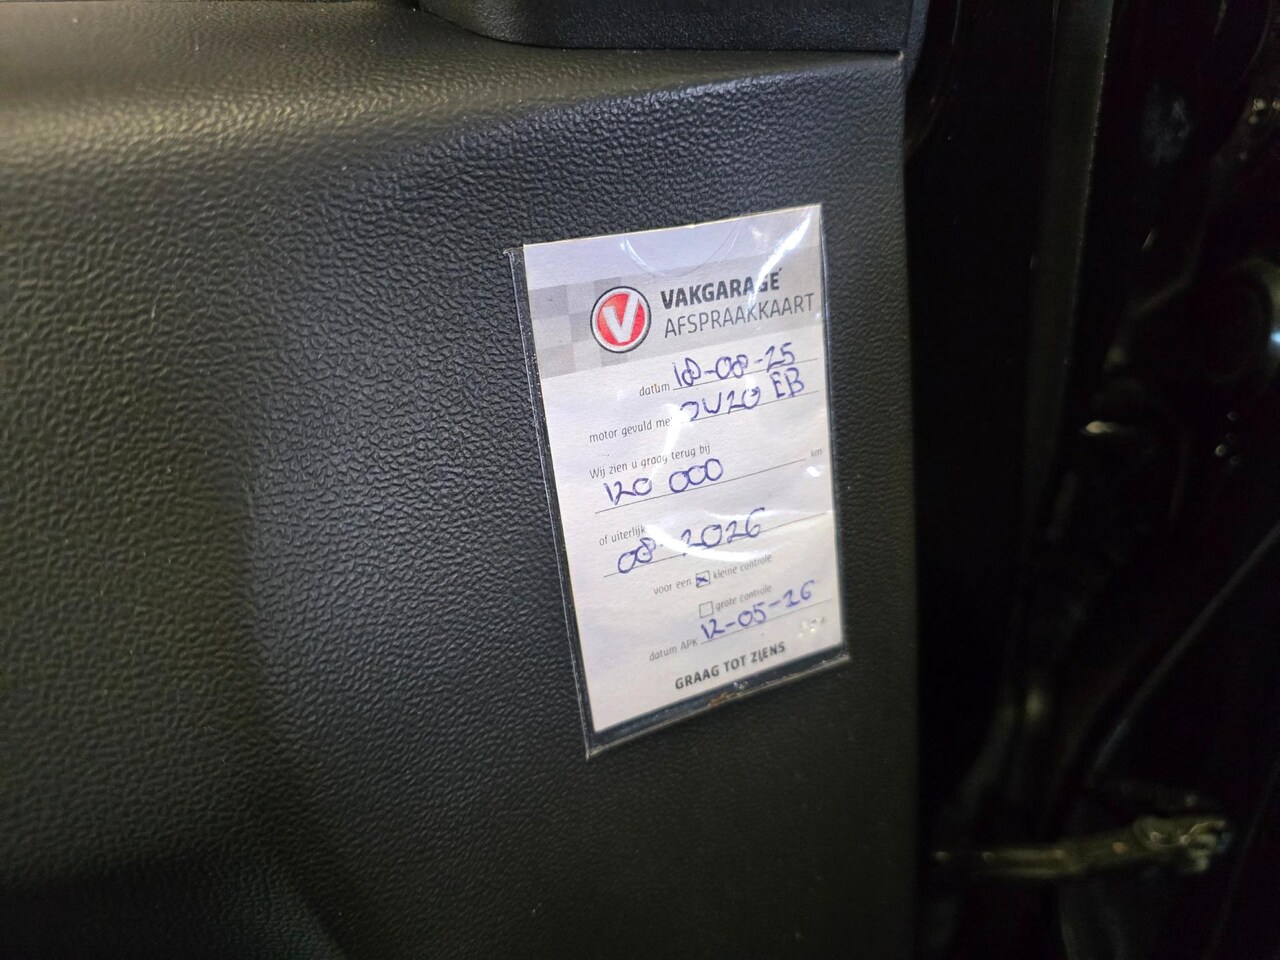 V
VAKGARAGE
AFSPRAAKKAART
datum 18-08-25
motor gevuld met 0W20 EB
Wij zien u graag terug bij
120 000 km
of uiterlijk
08-2026
voor een ☒ kleine controle
☐ grote controle
datum APK 12-05-26
GRAAG TOT ZIENS